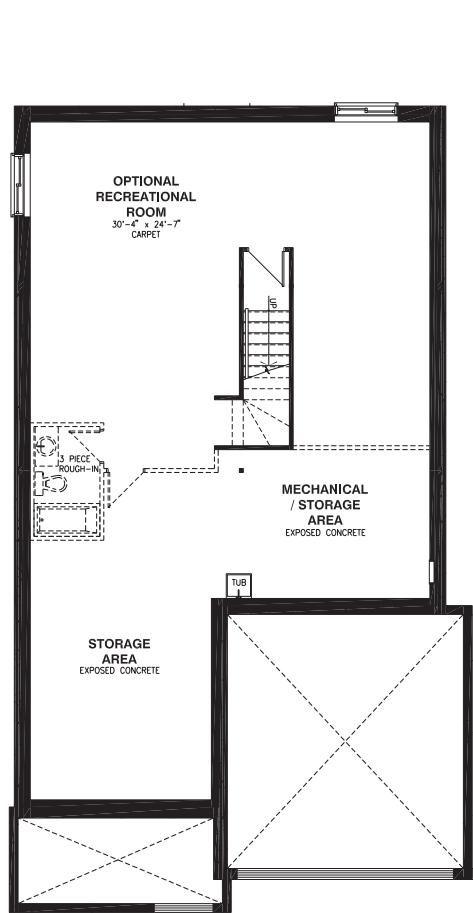 OPTIONAL
RECREATIONAL
ROOM
30'-4" x 24'-7"
CARPET
UP
3 PIECE
ROUGH-IN
MECHANICAL
/ STORAGE
AREA
EXPOSED CONCRETE
TUB
STORAGE
AREA
EXPOSED CONCRETE